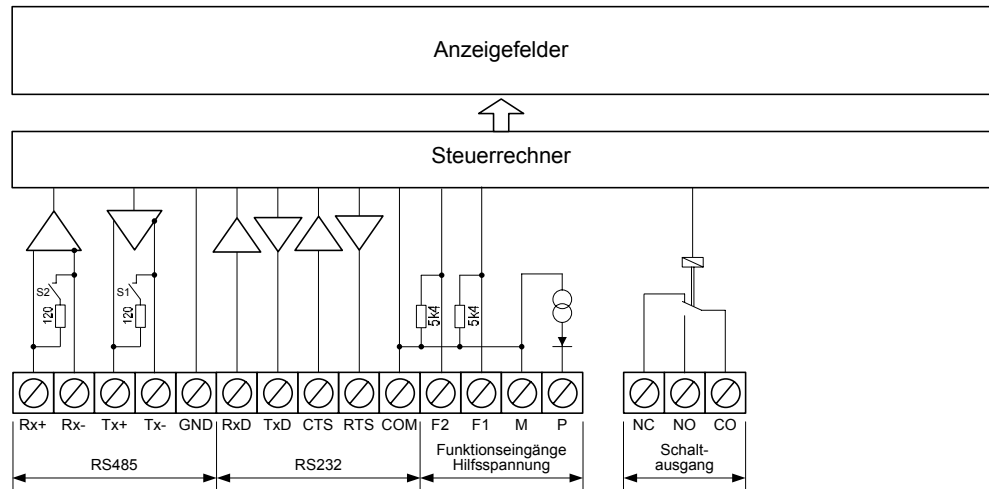 Anzeigefelder
Steuerrechner
S2 120 S1 120 5k4 5k4
Rx+ Rx- Tx+ Tx- GND RxD TxD CTS RTS COM F2 F1 M P NC NO CO
RS485 RS232 Funktionseingänge
Hilfsspannung
Schalt-
ausgang